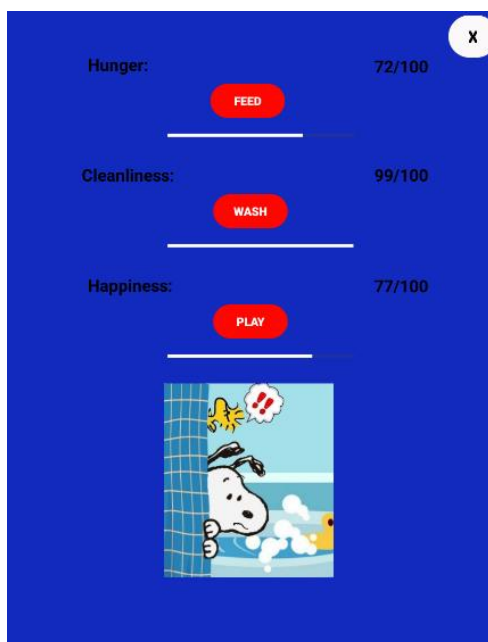 X
Hunger: 72/100
FEED
Cleanliness: 99/100
WASH
Happiness: 77/100
PLAY
!!